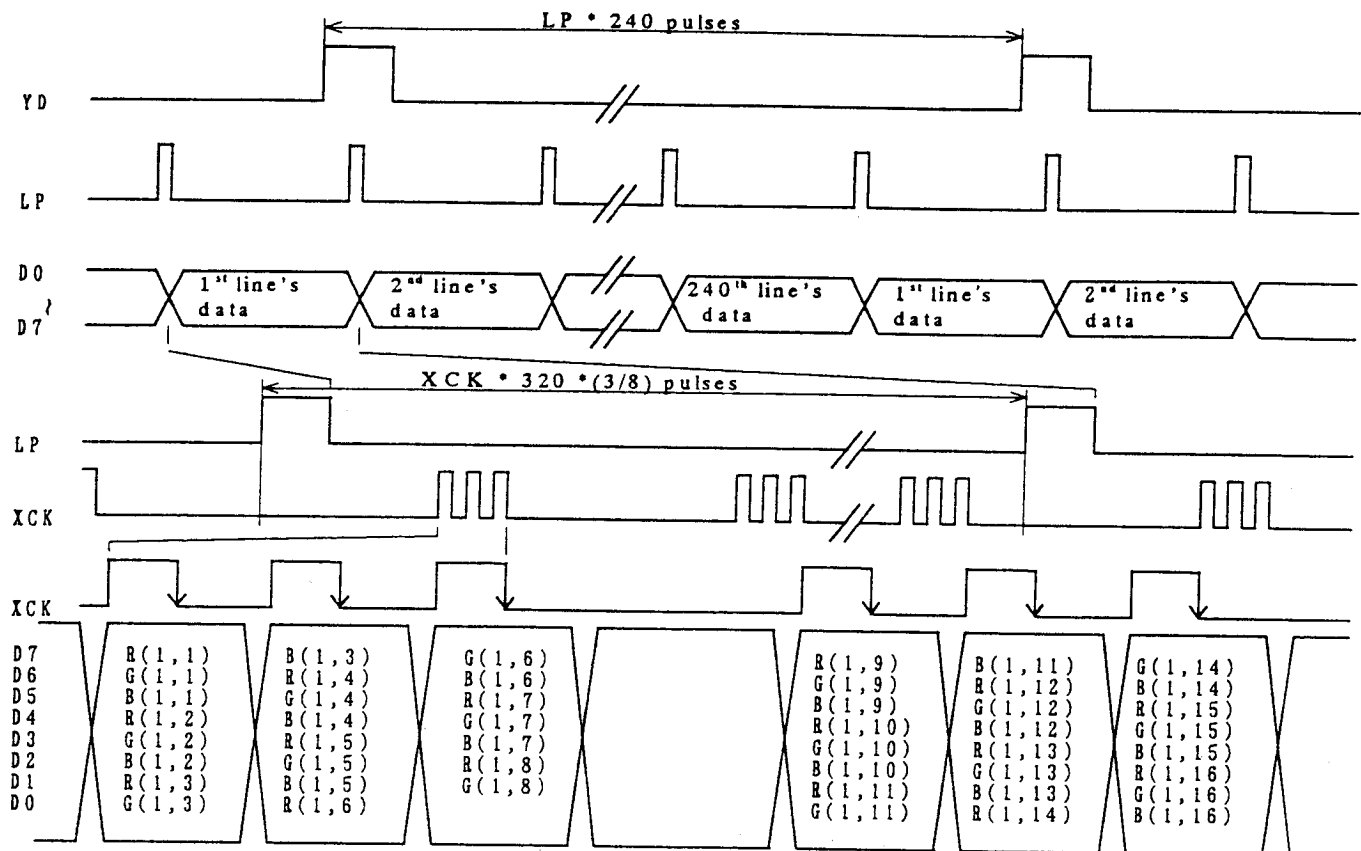 LP * 240 pulses
YD
LP
D0
~
D7
1st line's data
2nd line's data
240th line's data
1st line's data
2nd line's data
XCK * 320 *(3/8) pulses
LP
XCK
XCK
D7 R(1,1) B(1,3) G(1,6) R(1,9) B(1,11) G(1,14)
D6 G(1,1) R(1,4) B(1,6) G(1,9) R(1,12) B(1,14)
D5 B(1,1) G(1,4) R(1,7) B(1,9) G(1,12) R(1,15)
D4 R(1,2) B(1,4) G(1,7) R(1,10) B(1,12) G(1,15)
D3 G(1,2) R(1,5) B(1,7) G(1,10) R(1,13) B(1,15)
D2 B(1,2) G(1,5) R(1,8) B(1,10) G(1,13) R(1,16)
D1 R(1,3) B(1,5) G(1,8) R(1,11) B(1,13) G(1,16)
D0 G(1,3) R(1,6) G(1,11) R(1,14) B(1,16)